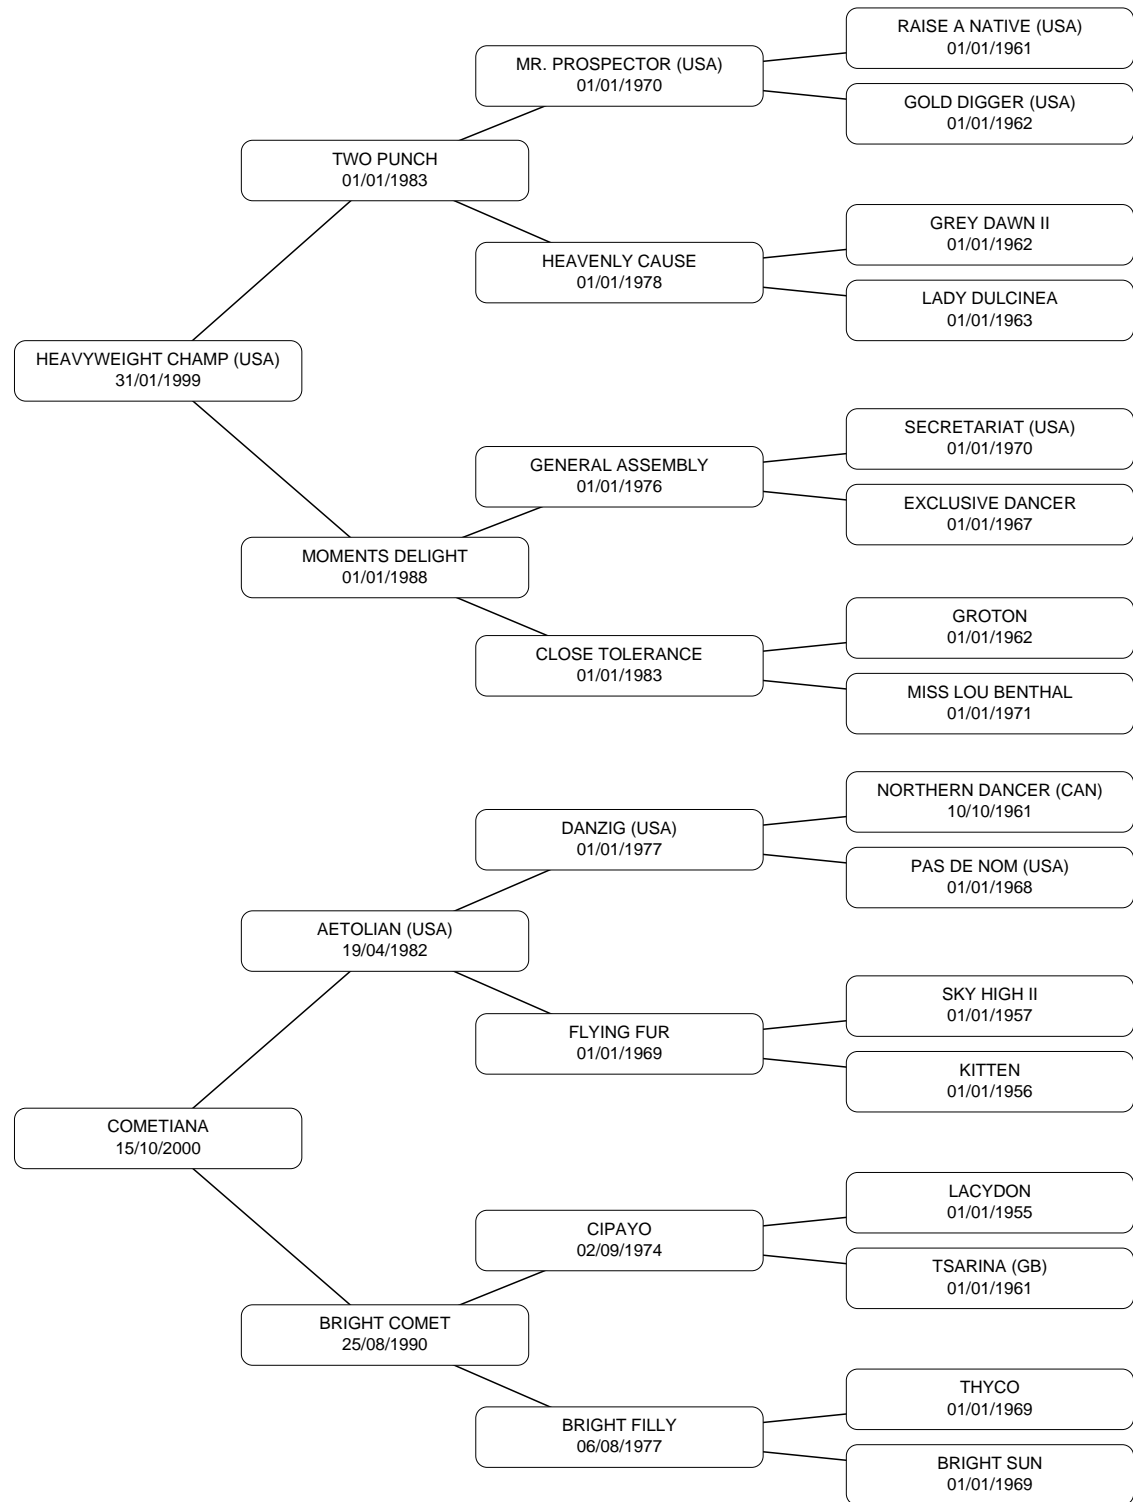 RAISE A NATIVE (USA)
01/01/1961
MR. PROSPECTOR (USA)
01/01/1970
GOLD DIGGER (USA)
01/01/1962
TWO PUNCH
01/01/1983
GREY DAWN II
01/01/1962
HEAVENLY CAUSE
01/01/1978
LADY DULCINEA
01/01/1963
HEAVYWEIGHT CHAMP (USA)
31/01/1999
SECRETARIAT (USA)
01/01/1970
GENERAL ASSEMBLY
01/01/1976
EXCLUSIVE DANCER
01/01/1967
MOMENTS DELIGHT
01/01/1988
GROTON
01/01/1962
CLOSE TOLERANCE
01/01/1983
MISS LOU BENTHAL
01/01/1971
NORTHERN DANCER (CAN)
10/10/1961
DANZIG (USA)
01/01/1977
PAS DE NOM (USA)
01/01/1968
AETOLIAN (USA)
19/04/1982
SKY HIGH II
01/01/1957
FLYING FUR
01/01/1969
KITTEN
01/01/1956
COMETIANA
15/10/2000
LACYDON
01/01/1955
CIPAYO
02/09/1974
TSARINA (GB)
01/01/1961
BRIGHT COMET
25/08/1990
THYCO
01/01/1969
BRIGHT FILLY
06/08/1977
BRIGHT SUN
01/01/1969